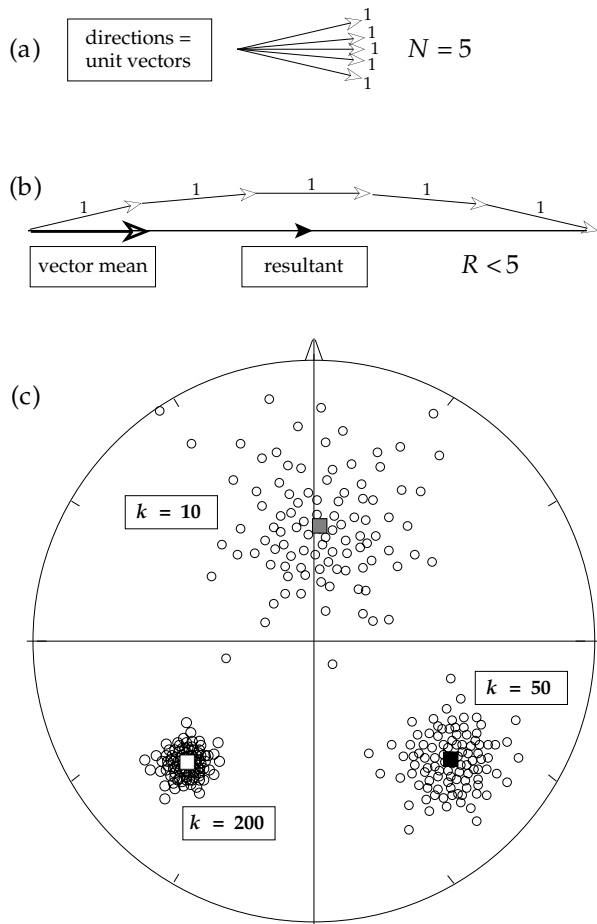 (a)
directions =
unit vectors
1
1
1
1
1
N = 5
(b)
1
1
1
1
1
vector mean
resultant
R < 5
(c)
k = 10
k = 50
k = 200